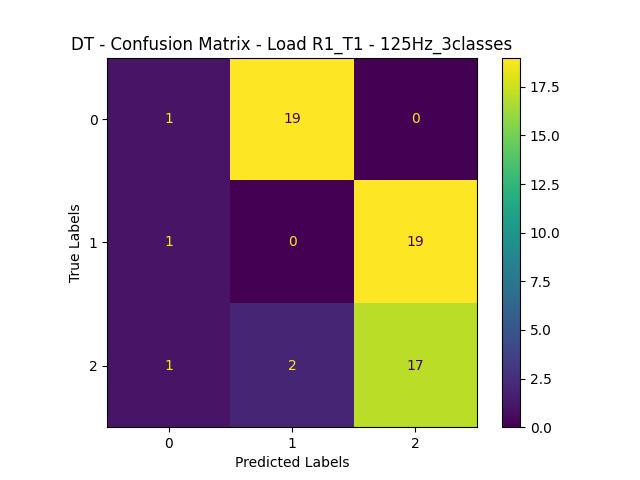 DT - Confusion Matrix - Load R1_T1 - 125Hz_3classes
True Labels
0
1
2
1 19 0
1 0 19
1 2 17
0 1 2
Predicted Labels
17.5
15.0
12.5
10.0
7.5
5.0
2.5
0.0